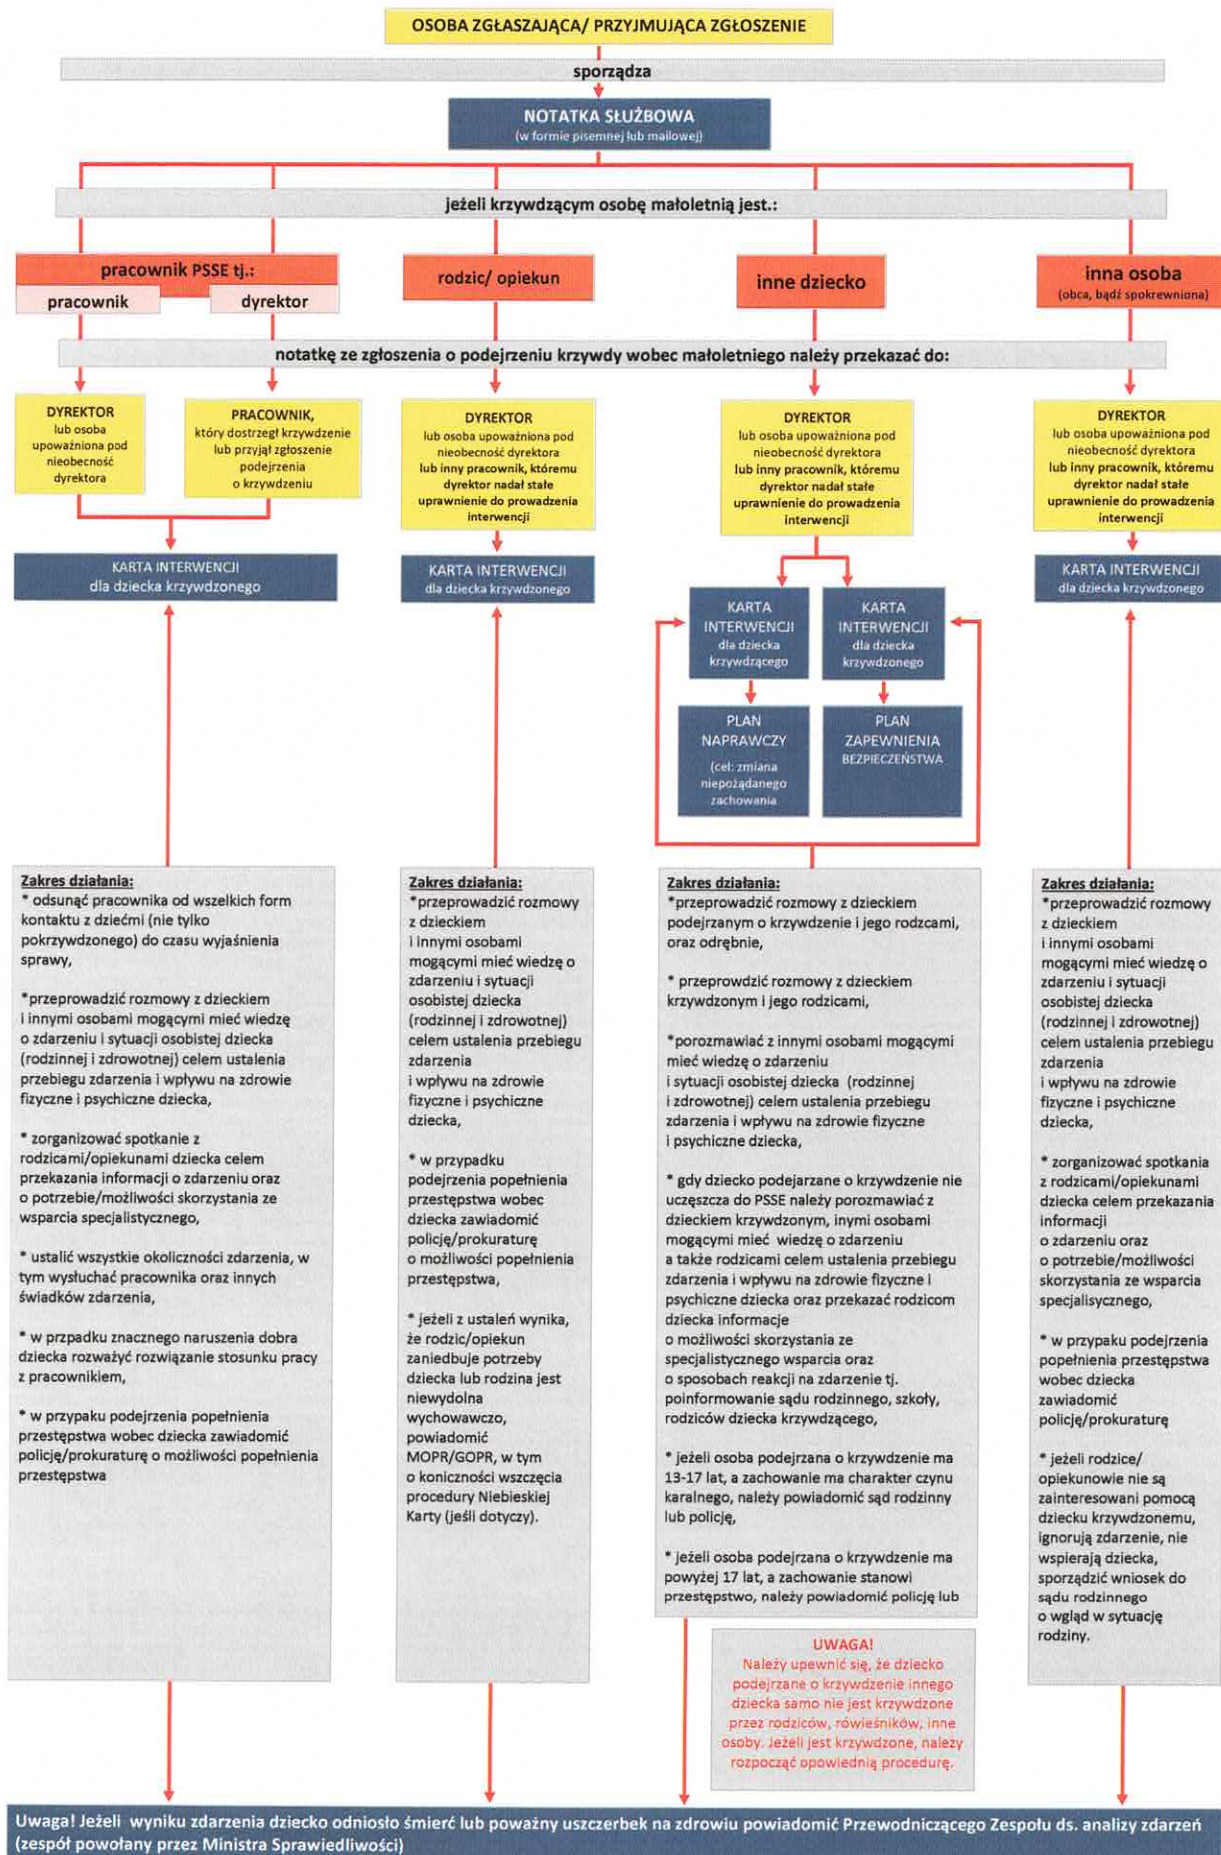 OSOBA ZGŁASZAJĄCA/ PRZYJMUJĄCA ZGŁOSZENIE
sporządza
NOTATKA SŁUŻBOWA
(w formie pisemnej lub mailowej)
jeżeli krzywdzącym osobę małoletnią jest.:
pracownik PSSE tj.:
pracownik
dyrektor
rodzic/ opiekun
inne dziecko
inna osoba
(obca, bądź spokrewniona)
notatkę ze zgłoszenia o podejrzeniu krzywdy wobec małoletniego należy przekazać do:
DYREKTOR
lub osoba
upoważniona pod
nieobecność
dyrektora
PRACOWNIK,
który dostrzegł krzywdzenie
lub przyjął zgłoszenie
podejrzenia
o krzywdzeniu
DYREKTOR
lub osoba upoważniona pod
nieobecność dyrektora
lub inny pracownik, któremu
dyrektor nadał stałe
uprawnienie do prowadzenia
interwencji
DYREKTOR
lub osoba upoważniona pod
nieobecność dyrektora
lub inny pracownik, któremu
dyrektor nadał stałe
uprawnienie do prowadzenia
interwencji
DYREKTOR
lub osoba upoważniona pod
nieobecność dyrektora
lub inny pracownik, któremu
dyrektor nadał stałe
uprawnienie do prowadzenia
interwencji
KARTA INTERWENCJI
dla dziecka krzywdzonego
KARTA INTERWENCJI
dla dziecka krzywdzonego
KARTA
INTERWENCJI
dla dziecka
krzywdzącego
KARTA
INTERWENCJI
dla dziecka
krzywdzonego
KARTA INTERWENCJI
dla dziecka krzywdzonego
PLAN
NAPRAWCZY
(cel: zmiana
niepożądanego
zachowania
PLAN
ZAPEWNIENIA
BEZPIECZEŃSTWA
Zakres działania:
* odsunąć pracownika od wszelkich form
kontaktu z dziećmi (nie tylko
pokrzywdzonego) do czasu wyjaśnienia
sprawy,
*przeprowadzić rozmowy z dzieckiem
i innymi osobami mogącymi mieć wiedzę
o zdarzeniu i sytuacji osobistej dziecka
(rodzinnej i zdrowotnej) celem ustalenia
przebiegu zdarzenia i wpływu na zdrowie
fizyczne i psychiczne dziecka,
* zorganizować spotkanie z
rodzicami/opiekunami dziecka celem
przekazania informacji o zdarzeniu oraz
o potrzebie/możliwości skorzystania ze
wsparcia specjalistycznego,
* ustalić wszystkie okoliczności zdarzenia, w
tym wysłuchać pracownika oraz innych
świadków zdarzenia,
* w przpadku znacznego naruszenia dobra
dziecka rozważyć rozwiązanie stosunku pracy
z pracownikiem,
* w przypaku podejrzenia popełnienia
przestępstwa wobec dziecka zawiadomić
policję/prokuraturę o możliwości popełnienia
przestępstwa
Zakres działania:
*przeprowadzić rozmowy
z dzieckiem
i innymi osobami
mogącymi mieć wiedzę o
zdarzeniu i sytuacji
osobistej dziecka
(rodzinnej i zdrowotnej)
celem ustalenia przebiegu
zdarzenia
i wpływu na zdrowie
fizyczne i psychiczne
dziecka,
* w przypadku
podejrzenia popełnienia
przestępstwa wobec
dziecka zawiadomić
policję/prokuraturę
o możliwości popełnienia
przestępstwa,
* jeżeli z ustaleń wynika,
że rodzic/opiekun
zaniedbuje potrzeby
dziecka lub rodzina jest
niewydolna
wychowawczo,
powiadomić
MOPR/GOPR, w tym
o koniczności wszczęcia
procedury Niebieskiej
Karty (jeśli dotyczy).
Zakres działania:
*przeprowadzić rozmowy z dzieckiem
podejrzanym o krzywdzenie i jego rodzcami,
oraz odrębnie,
* przeprowdzić rozmowy z dzieckiem
krzywdzonym i jego rodzicami,
*porozmawiać z innymi osobami mogącymi
mieć wiedzę o zdarzeniu
i sytuacji osobistej dziecka (rodzinnej
i zdrowotnej) celem ustalenia przebiegu
zdarzenia i wpływu na zdrowie fizyczne
i psychiczne dziecka,
* gdy dziecko podejarzane o krzywdzenie nie
uczęszcza do PSSE należy porozmawiać z
dzieckiem krzywdzonym, inymi osobami
mogącymi mieć wiedzę o zdarzeniu
a także rodzicami celem ustalenia przebiegu
zdarzenia i wpływu na zdrowie fizyczne I
psychiczne dziecka oraz przekazać rodzicom
dziecka informacje
o możliwości skorzystania ze
specjalistycznego wsparcia oraz
o sposobach reakcji na zdarzenie tj.
poinformowanie sądu rodzinnego, szkoły,
rodziców dziecka krzywdzącego,
* jeżeli osoba podejrzana o krzywdzenie ma
13-17 lat, a zachowanie ma charakter czynu
karalnego, należy powiadomić sąd rodzinny
lub policję,
* jeżeli osoba podejrzana o krzywdzenie ma
powyżej 17 lat, a zachowanie stanowi
przestępstwo, należy powiadomić policję lub
Zakres działania:
*przeprowadzić rozmowy
z dzieckiem
i innymi osobami
mogącymi mieć wiedzę o
zdarzeniu i sytuacji
osobistej dziecka
(rodzinnej i zdrowotnej)
celem ustalenia przebiegu
zdarzenia
i wpływu na zdrowie
fizyczne i psychiczne
dziecka,
* zorganizować spotkania
z rodzicami/opiekunami
dziecka celem przekazania
informacji
o zdarzeniu oraz
o potrzebie/możliwości
skorzystania ze wsparcia
specjalisycznego,
* w przypaku podejrzenia
popełnienia przestępstwa
wobec dziecka
zawiadomić
policję/prokuraturę
* jeżeli rodzice/
opiekunowie nie są
zainteresowani pomocą
dziecku krzywdzonemu,
ignorują zdarzenie, nie
wspierają dziecka,
sporządzić wniosek do
sądu rodzinnego
o wgląd w sytuację
rodziny.
UWAGA!
Należy upewnić się, że dziecko
podejrzane o krzywdzenie innego
dziecka samo nie jest krzywdzone
przez rodziców, rówieśników, inne
osoby. Jeżeli jest krzywdzone, należy
rozpocząć opowiednią procedurę.
Uwaga! Jeżeli wyniku zdarzenia dziecko odniosło śmierć lub poważny uszczerbek na zdrowiu powiadomić Przewodniczącego Zespołu ds. analizy zdarzeń
(zespół powołany przez Ministra Sprawiedliwości)